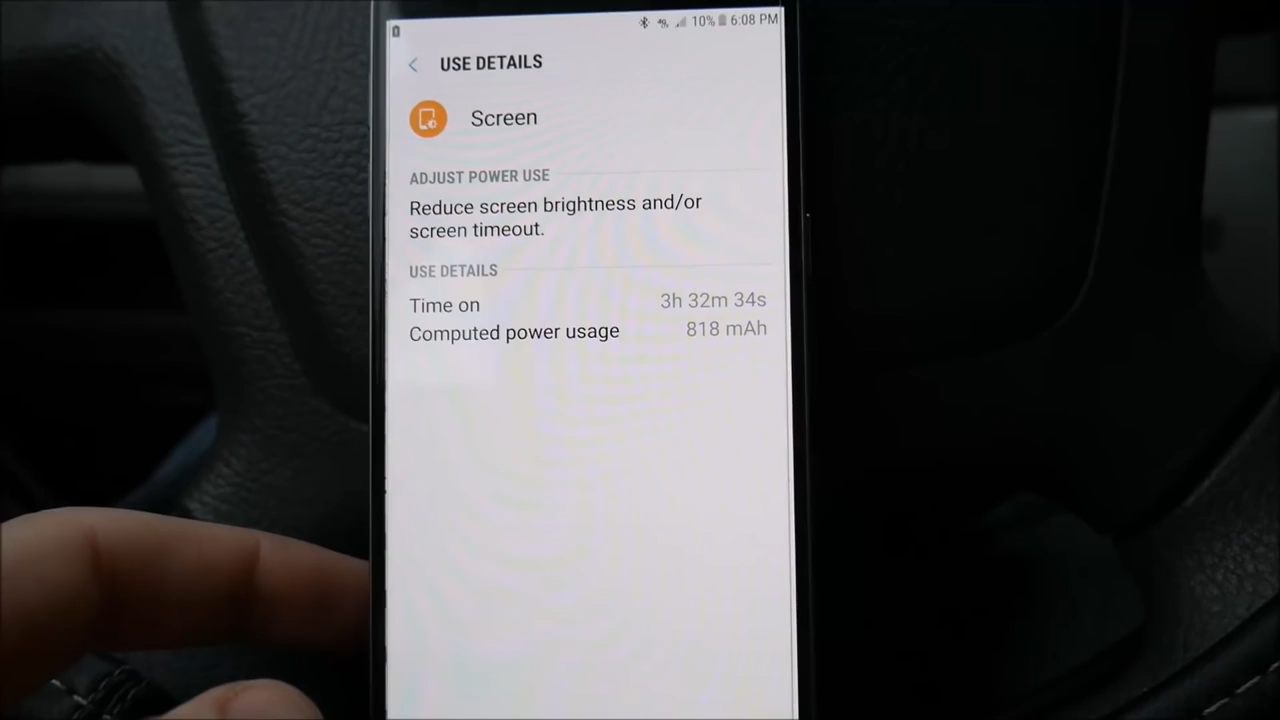 10% 6:08 PM
USE DETAILS
Screen
ADJUST POWER USE
Reduce screen brightness and/or
screen timeout.
USE DETAILS
Time on 3h 32m 34s
Computed power usage 818 mAh